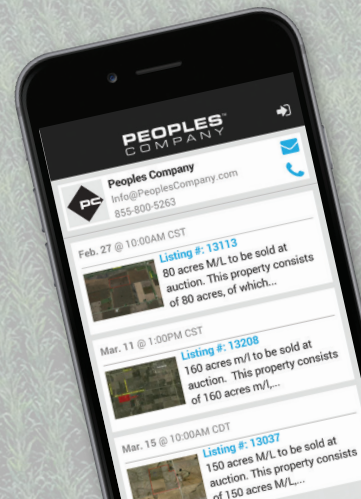 PEOPLES™
COMPANY
Peoples Company
Info@PeoplesCompany.com
855-800-5263
PC
Feb. 27 @ 10:00AM CST
Listing #: 13113
80 acres M/L to be sold at
auction. This property consists
of 80 acres, of which...
Mar. 11 @ 1:00PM CST
Listing #: 13208
160 acres m/l to be sold at
auction. This property consists
of 160 acres m/l,...
Mar. 15 @ 10:00AM CDT
Listing #: 13037
150 acres M/L to be sold at
auction. This property consists
of 150 acres M/L,...